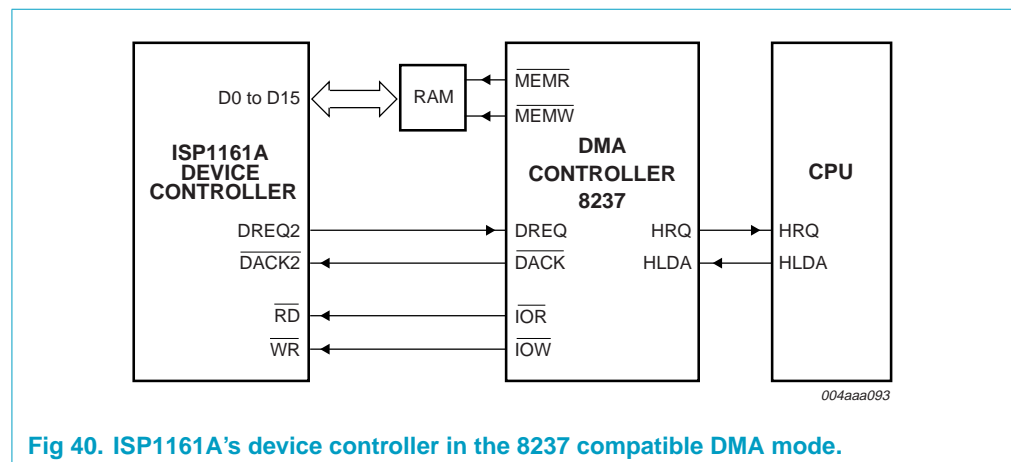 D0 to D15
RAM
MEMR
MEMW
ISP1161A
DEVICE
CONTROLLER
DMA
CONTROLLER
8237
CPU
DREQ2
DREQ
HRQ
HRQ
DACK2
DACK
HLDA
HLDA
RD
IOR
WR
IOW
004aaa093
Fig 40. ISP1161A's device controller in the 8237 compatible DMA mode.